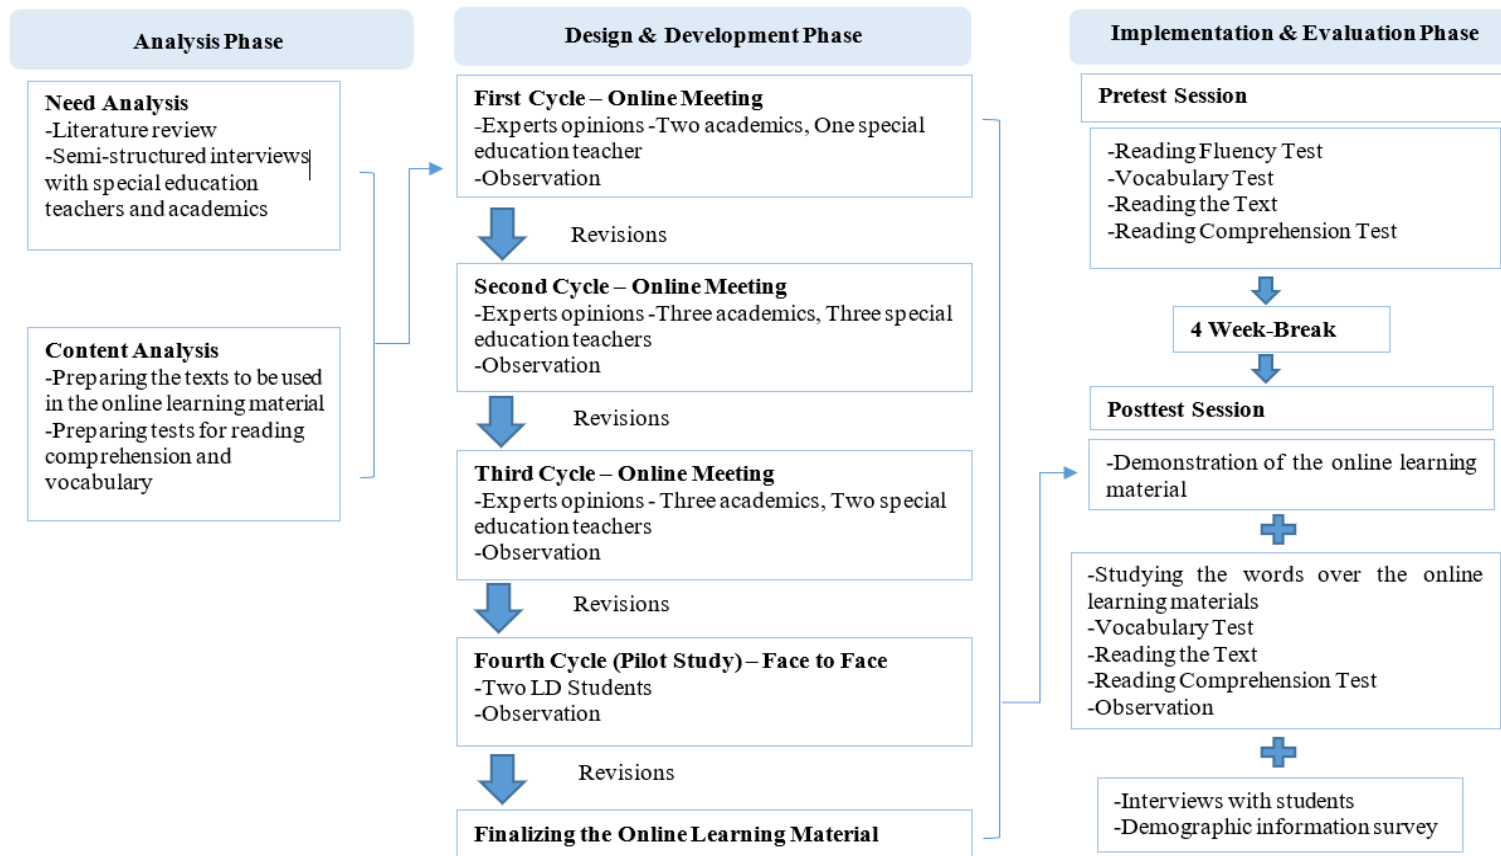 Analysis Phase
Need Analysis
-Literature review
-Semi-structured interviews
with special education
teachers and academics
Content Analysis
-Preparing the texts to be used
in the online learning material
-Preparing tests for reading
comprehension and
vocabulary
Design & Development Phase
First Cycle – Online Meeting
-Experts opinions -Two academics, One special
education teacher
-Observation
Revisions
Second Cycle – Online Meeting
-Experts opinions -Three academics, Three special
education teachers
-Observation
Revisions
Third Cycle – Online Meeting
-Experts opinions - Three academics, Two special
education teachers
-Observation
Revisions
Fourth Cycle (Pilot Study) – Face to Face
-Two LD Students
-Observation
Revisions
Finalizing the Online Learning Material
Implementation & Evaluation Phase
Pretest Session
-Reading Fluency Test
-Vocabulary Test
-Reading the Text
-Reading Comprehension Test
4 Week-Break
Posttest Session
-Demonstration of the online learning
material
-Studying the words over the online
learning materials
-Vocabulary Test
-Reading the Text
-Reading Comprehension Test
-Observation
-Interviews with students
-Demographic information survey